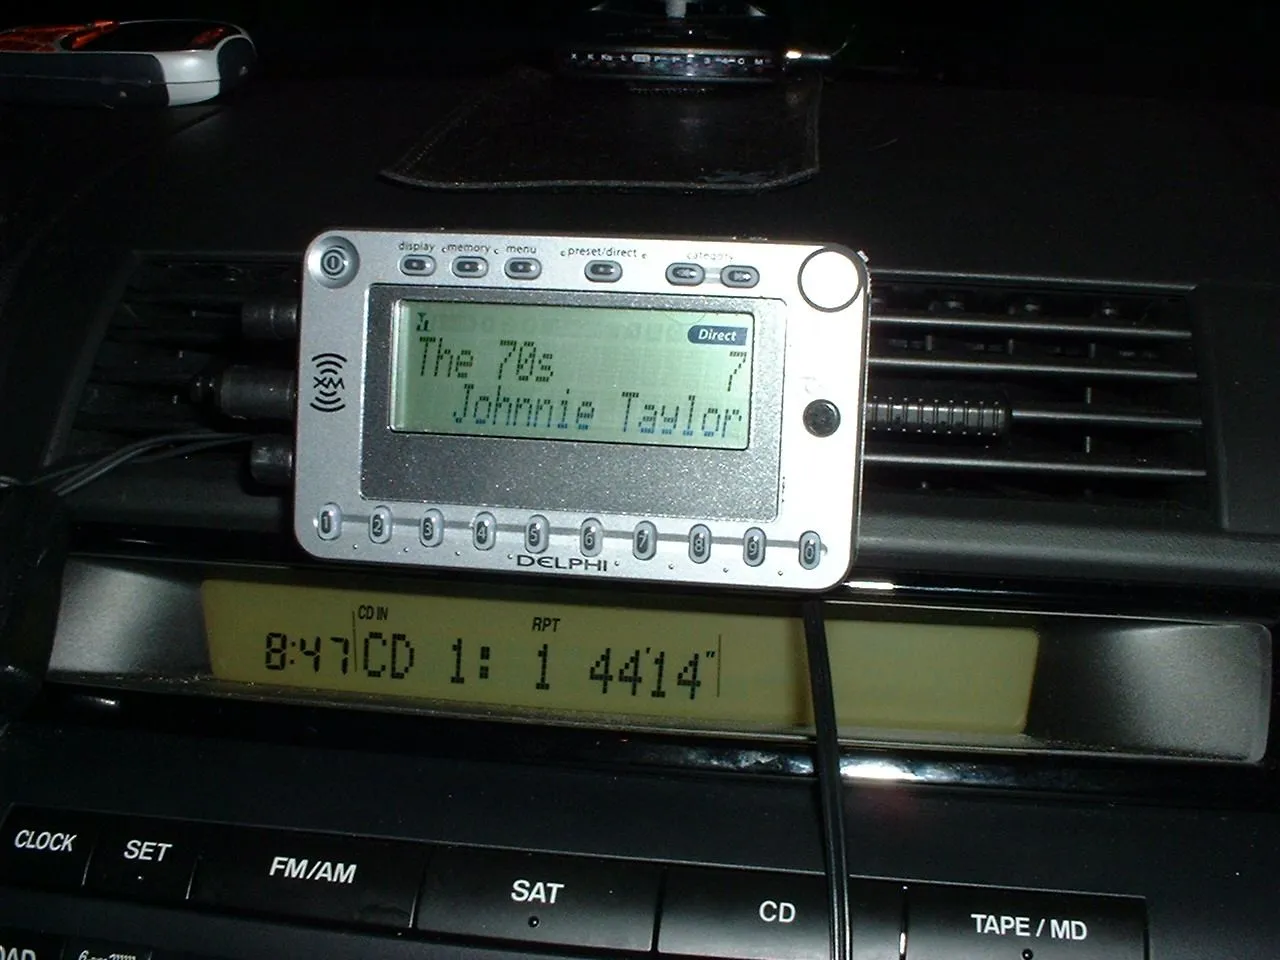 display memory menu preset/direct category
Direct
The 70s 7
Johnnie Taylor
XM
1 2 3 4 5 6 7 8 9 0
DELPHI
CD IN RPT
8:47 CD 1: 1 44'14"
CLOCK SET FM/AM SAT CD TAPE / MD